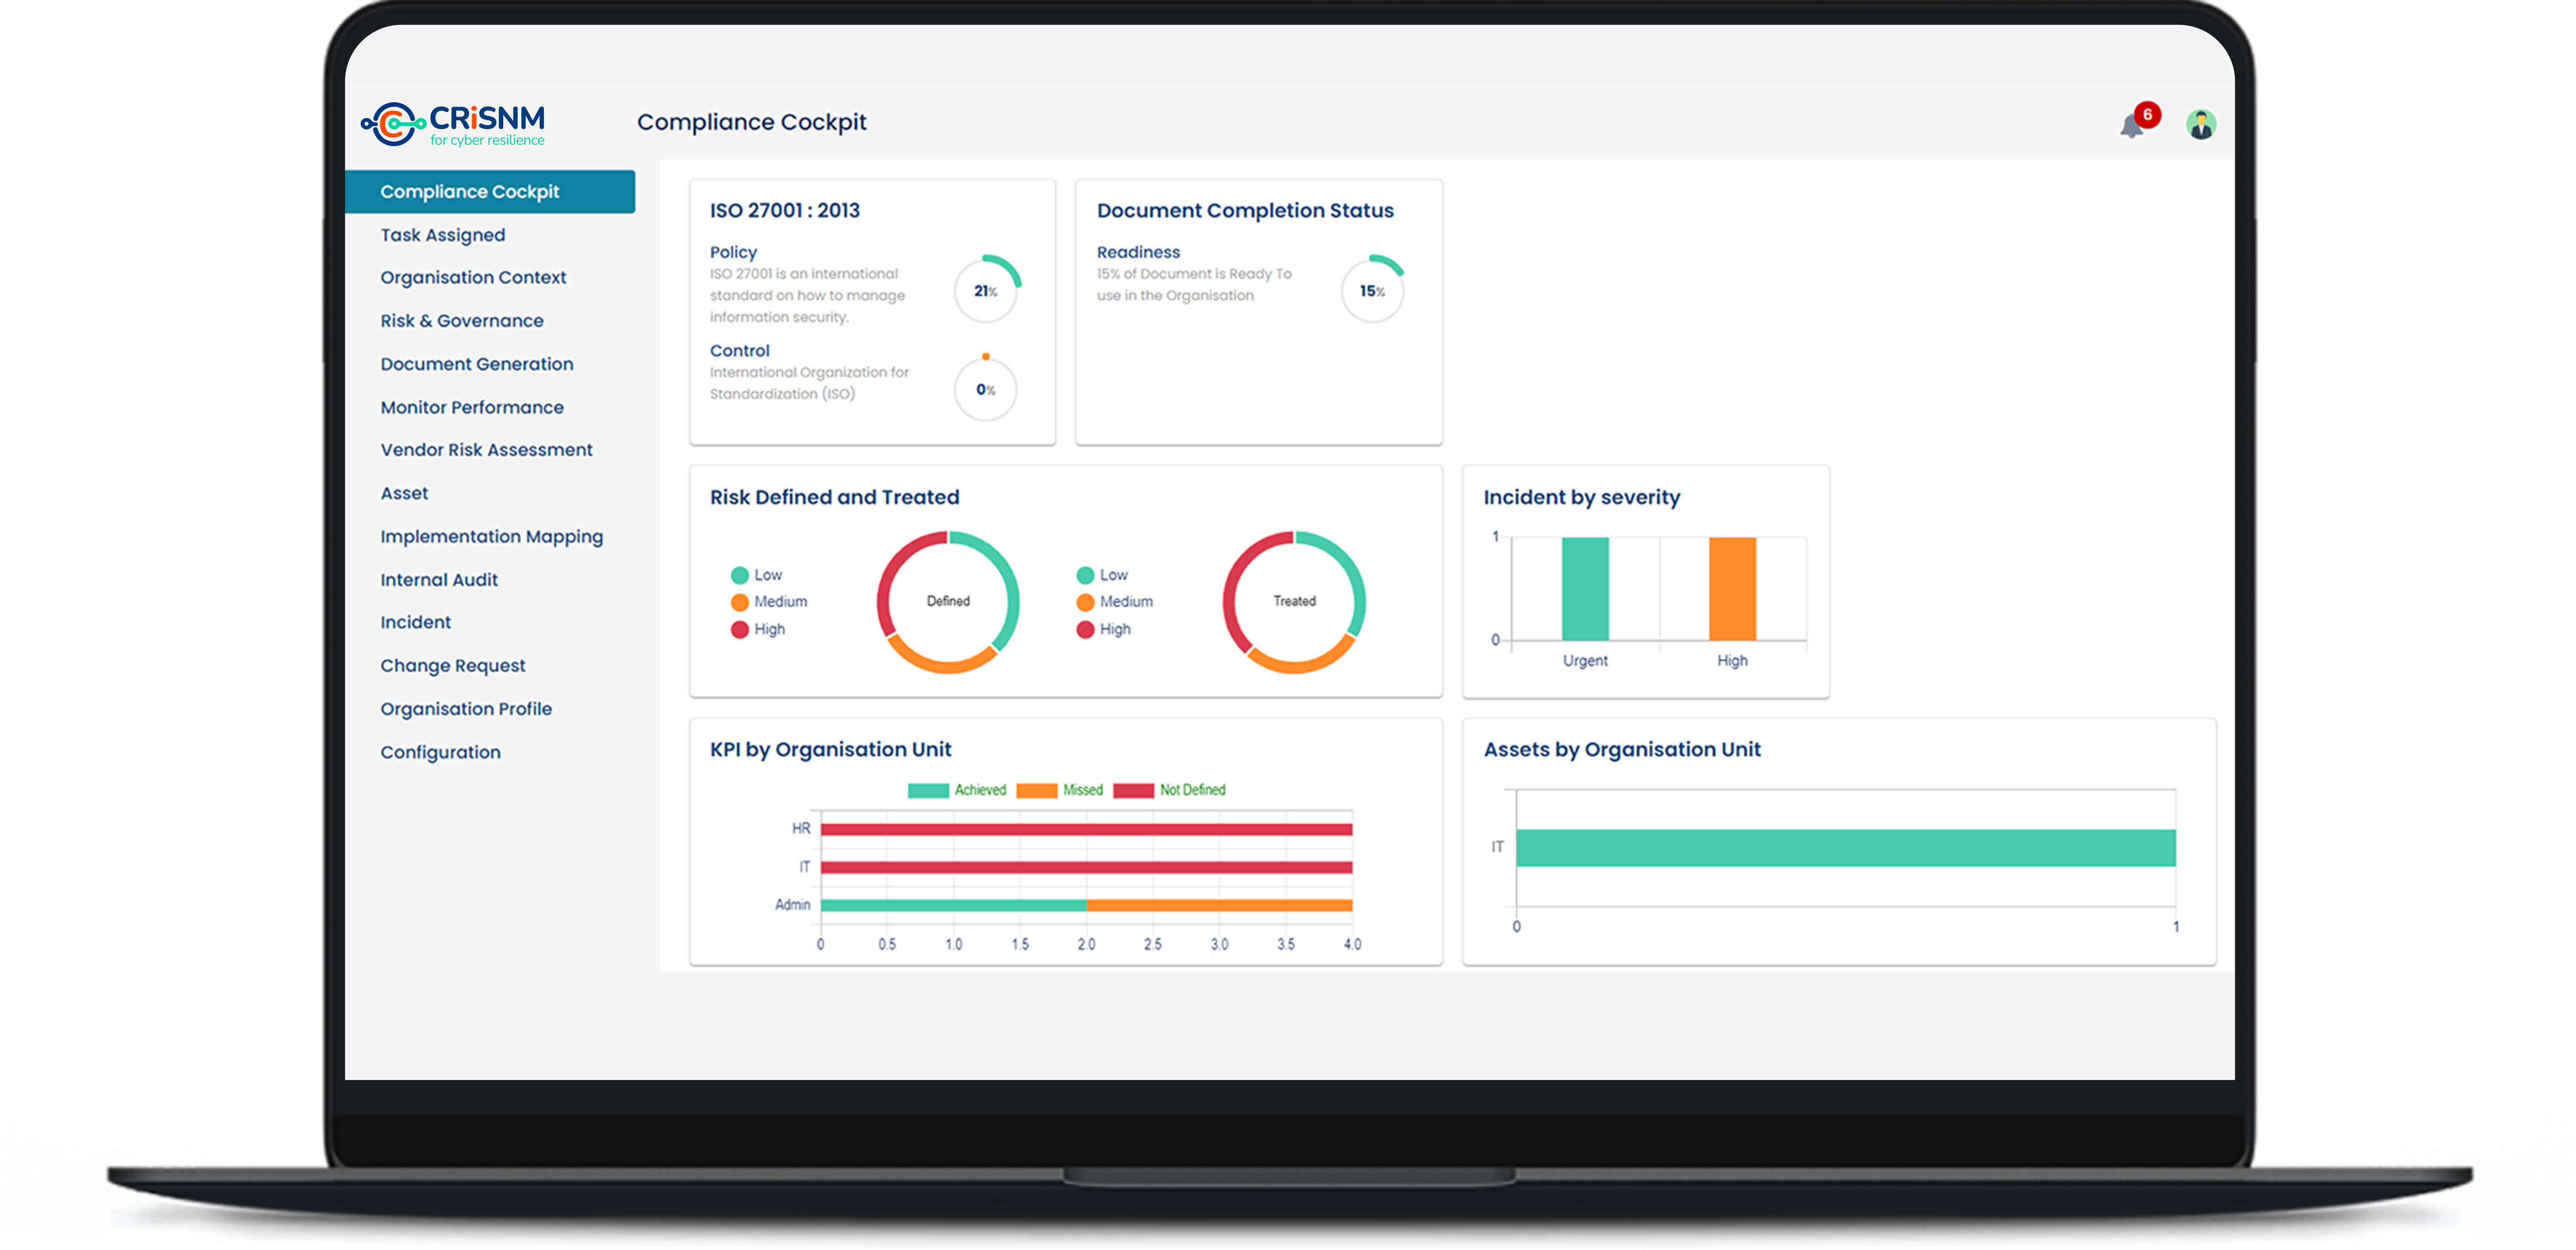 CRiSNM
for cyber resilience
Compliance Cockpit
6
Compliance Cockpit
Task Assigned
Organisation Context
Risk & Governance
Document Generation
Monitor Performance
Vendor Risk Assessment
Asset
Implementation Mapping
Internal Audit
Incident
Change Request
Organisation Profile
Configuration
ISO 27001 : 2013
Policy
ISO 27001 is an international
standard on how to manage
information security.
21%
Control
International Organization for
Standardization (ISO)
0%
Document Completion Status
Readiness
15% of Document is Ready To
use in the Organisation
15%
Risk Defined and Treated
Low
Medium
High
Defined
Low
Medium
High
Treated
Incident by severity
1
0
Urgent High
KPI by Organisation Unit
Achieved Missed Not Defined
HR
IT
Admin
0 0.5 1.0 1.5 2.0 2.5 3.0 3.5 4.0
Assets by Organisation Unit
IT
0 1